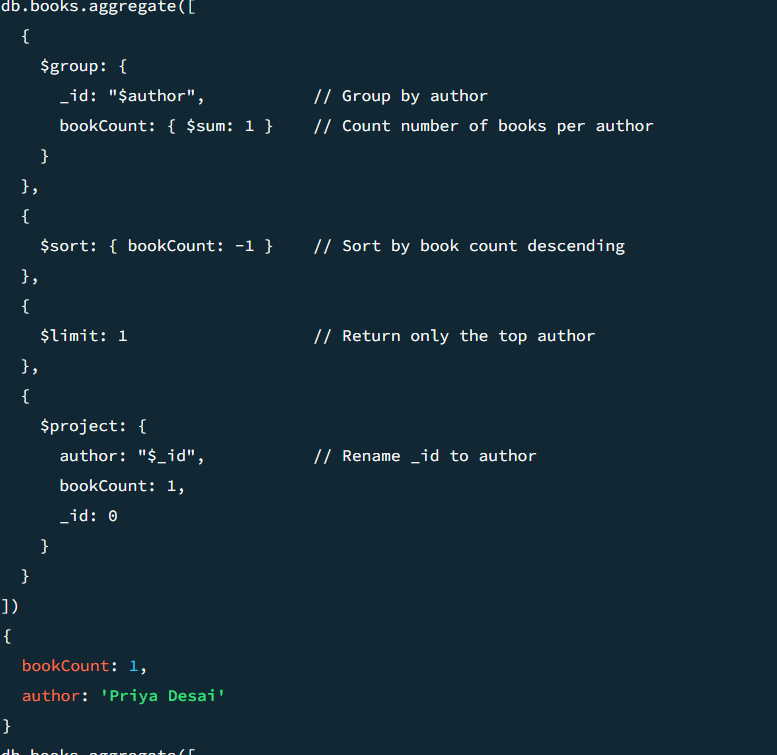 db.books.aggregate([
{
$group: {
_id: "$author", // Group by author
bookCount: { $sum: 1 } // Count number of books per author
}
},
{
$sort: { bookCount: -1 } // Sort by book count descending
},
{
$limit: 1 // Return only the top author
},
{
$project: {
author: "$_id", // Rename _id to author
bookCount: 1,
_id: 0
}
}
])
{
bookCount: 1,
author: 'Priya Desai'
}
db.books.aggregate([